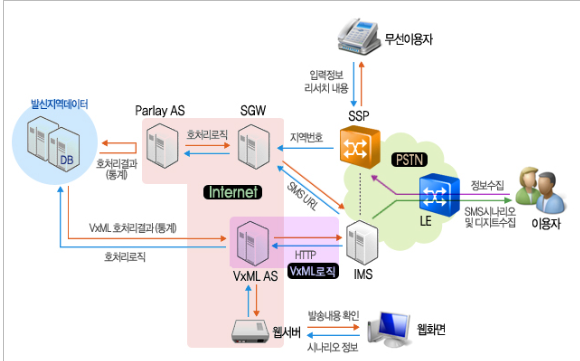 무선이용자
입력정보
리서치 내용
발신지역데이터
Parlay AS
SGW
SSP
호처리로직
지역번호
DB
호처리결과
(통계)
PSTN
정보수집
Internet
SMS URL
LE
SMS시나리오
및 디지트수집
이용자
VxML 호처리결과 (통계)
호처리로직
HTTP
VxML로직
VxML AS
IMS
웹서버
발송내용 확인
시나리오 정보
웹화면